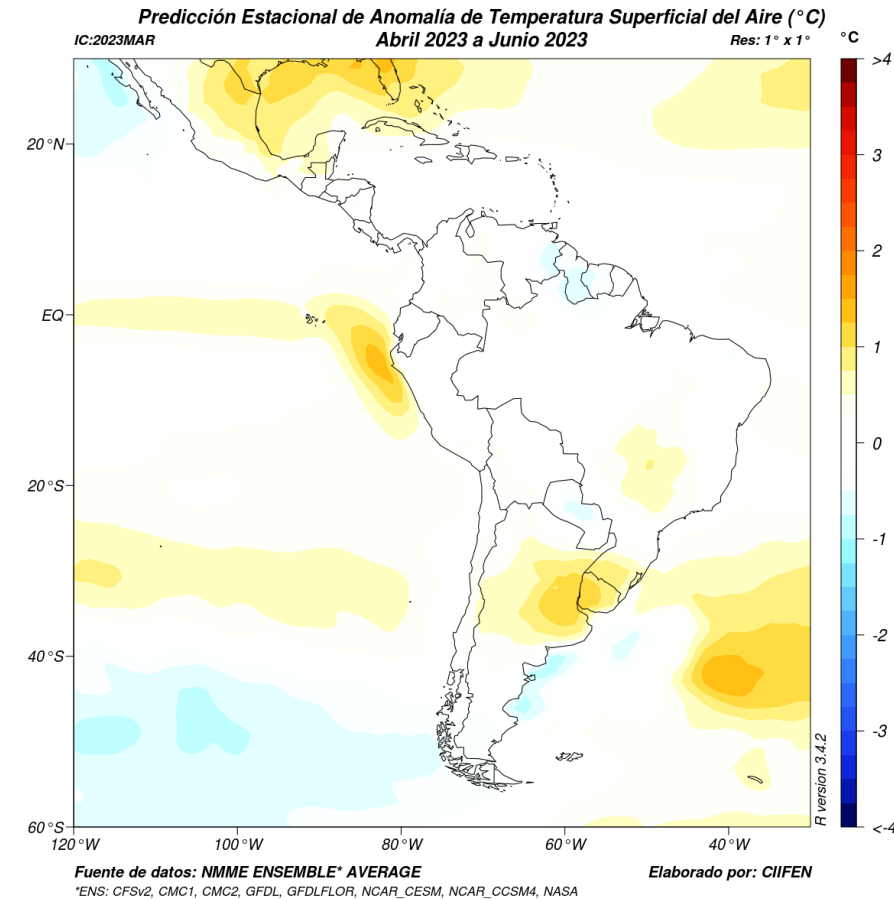 Predicción Estacional de Anomalía de Temperatura Superficial del Aire (°C)
IC:2023MAR
Abril 2023 a Junio 2023
Res: 1° x 1°
°C
>4
3
2
1
0
-1
-2
-3
<-4
20°N
EQ
20°S
40°S
60°S
120°W
100°W
80°W
60°W
40°W
R version 3.4.2
Fuente de datos: NMME ENSEMBLE* AVERAGE
Elaborado por: CIIFEN
*ENS: CFSv2, CMC1, CMC2, GFDL, GFDLFLOR, NCAR_CESM, NCAR_CCSM4, NASA